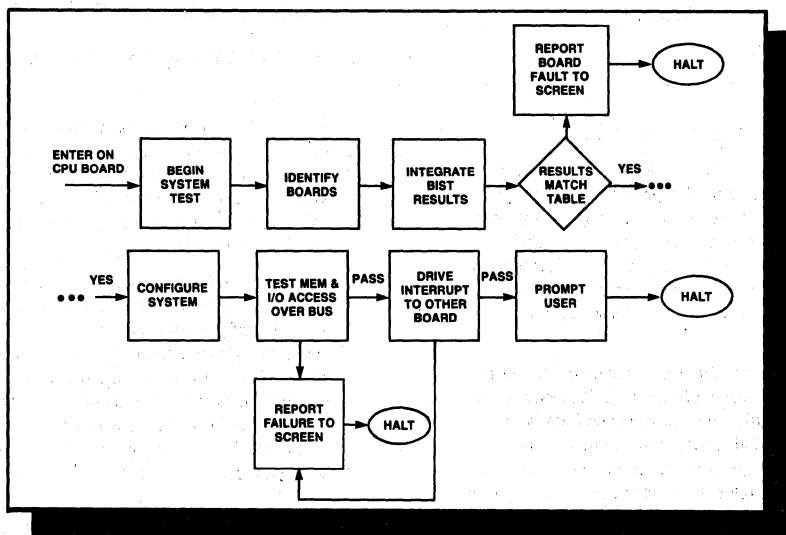 REPORT
BOARD
FAULT TO
SCREEN
HALT
ENTER ON
CPU BOARD
BEGIN
SYSTEM
TEST
IDENTIFY
BOARDS
INTEGRATE
BIST
RESULTS
RESULTS
MATCH
TABLE
YES
•••
•••
YES
CONFIGURE
SYSTEM
TEST MEM &
I/O ACCESS
OVER BUS
PASS
DRIVE
INTERRUPT
TO OTHER
BOARD
PASS
PROMPT
USER
HALT
REPORT
FAILURE TO
SCREEN
HALT